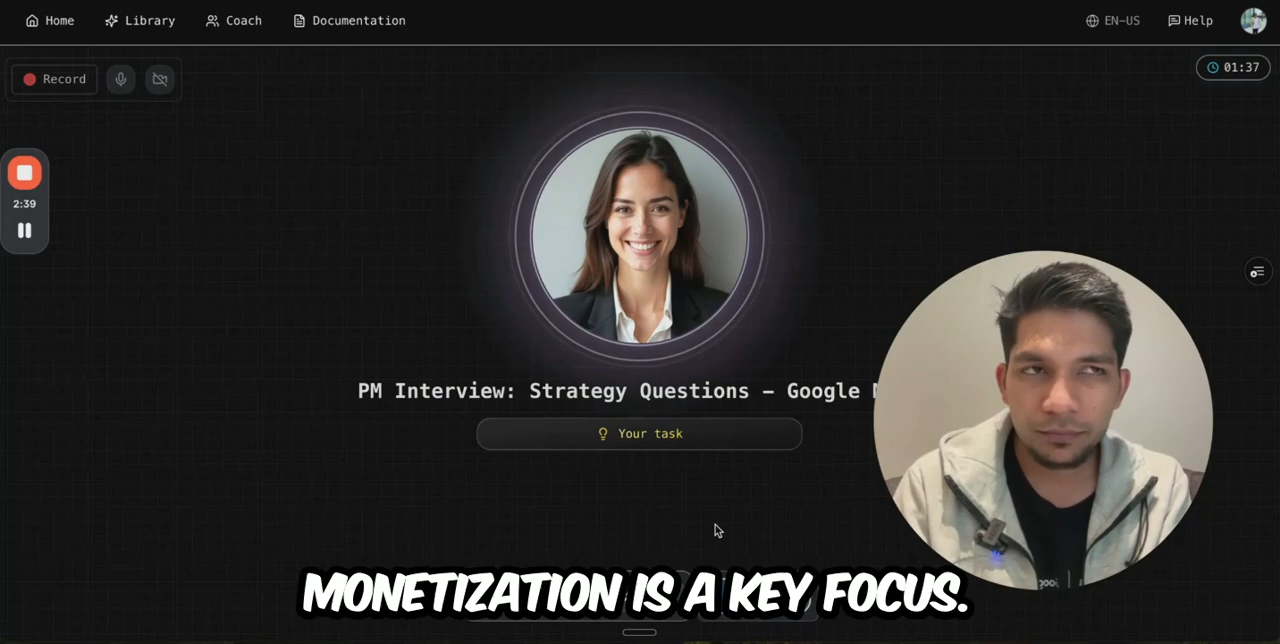 Home Library Coach Documentation EN-US Help
Record 01:37
2:39
PM Interview: Strategy Questions – Google
Your task
MONETIZATION IS A KEY FOCUS.